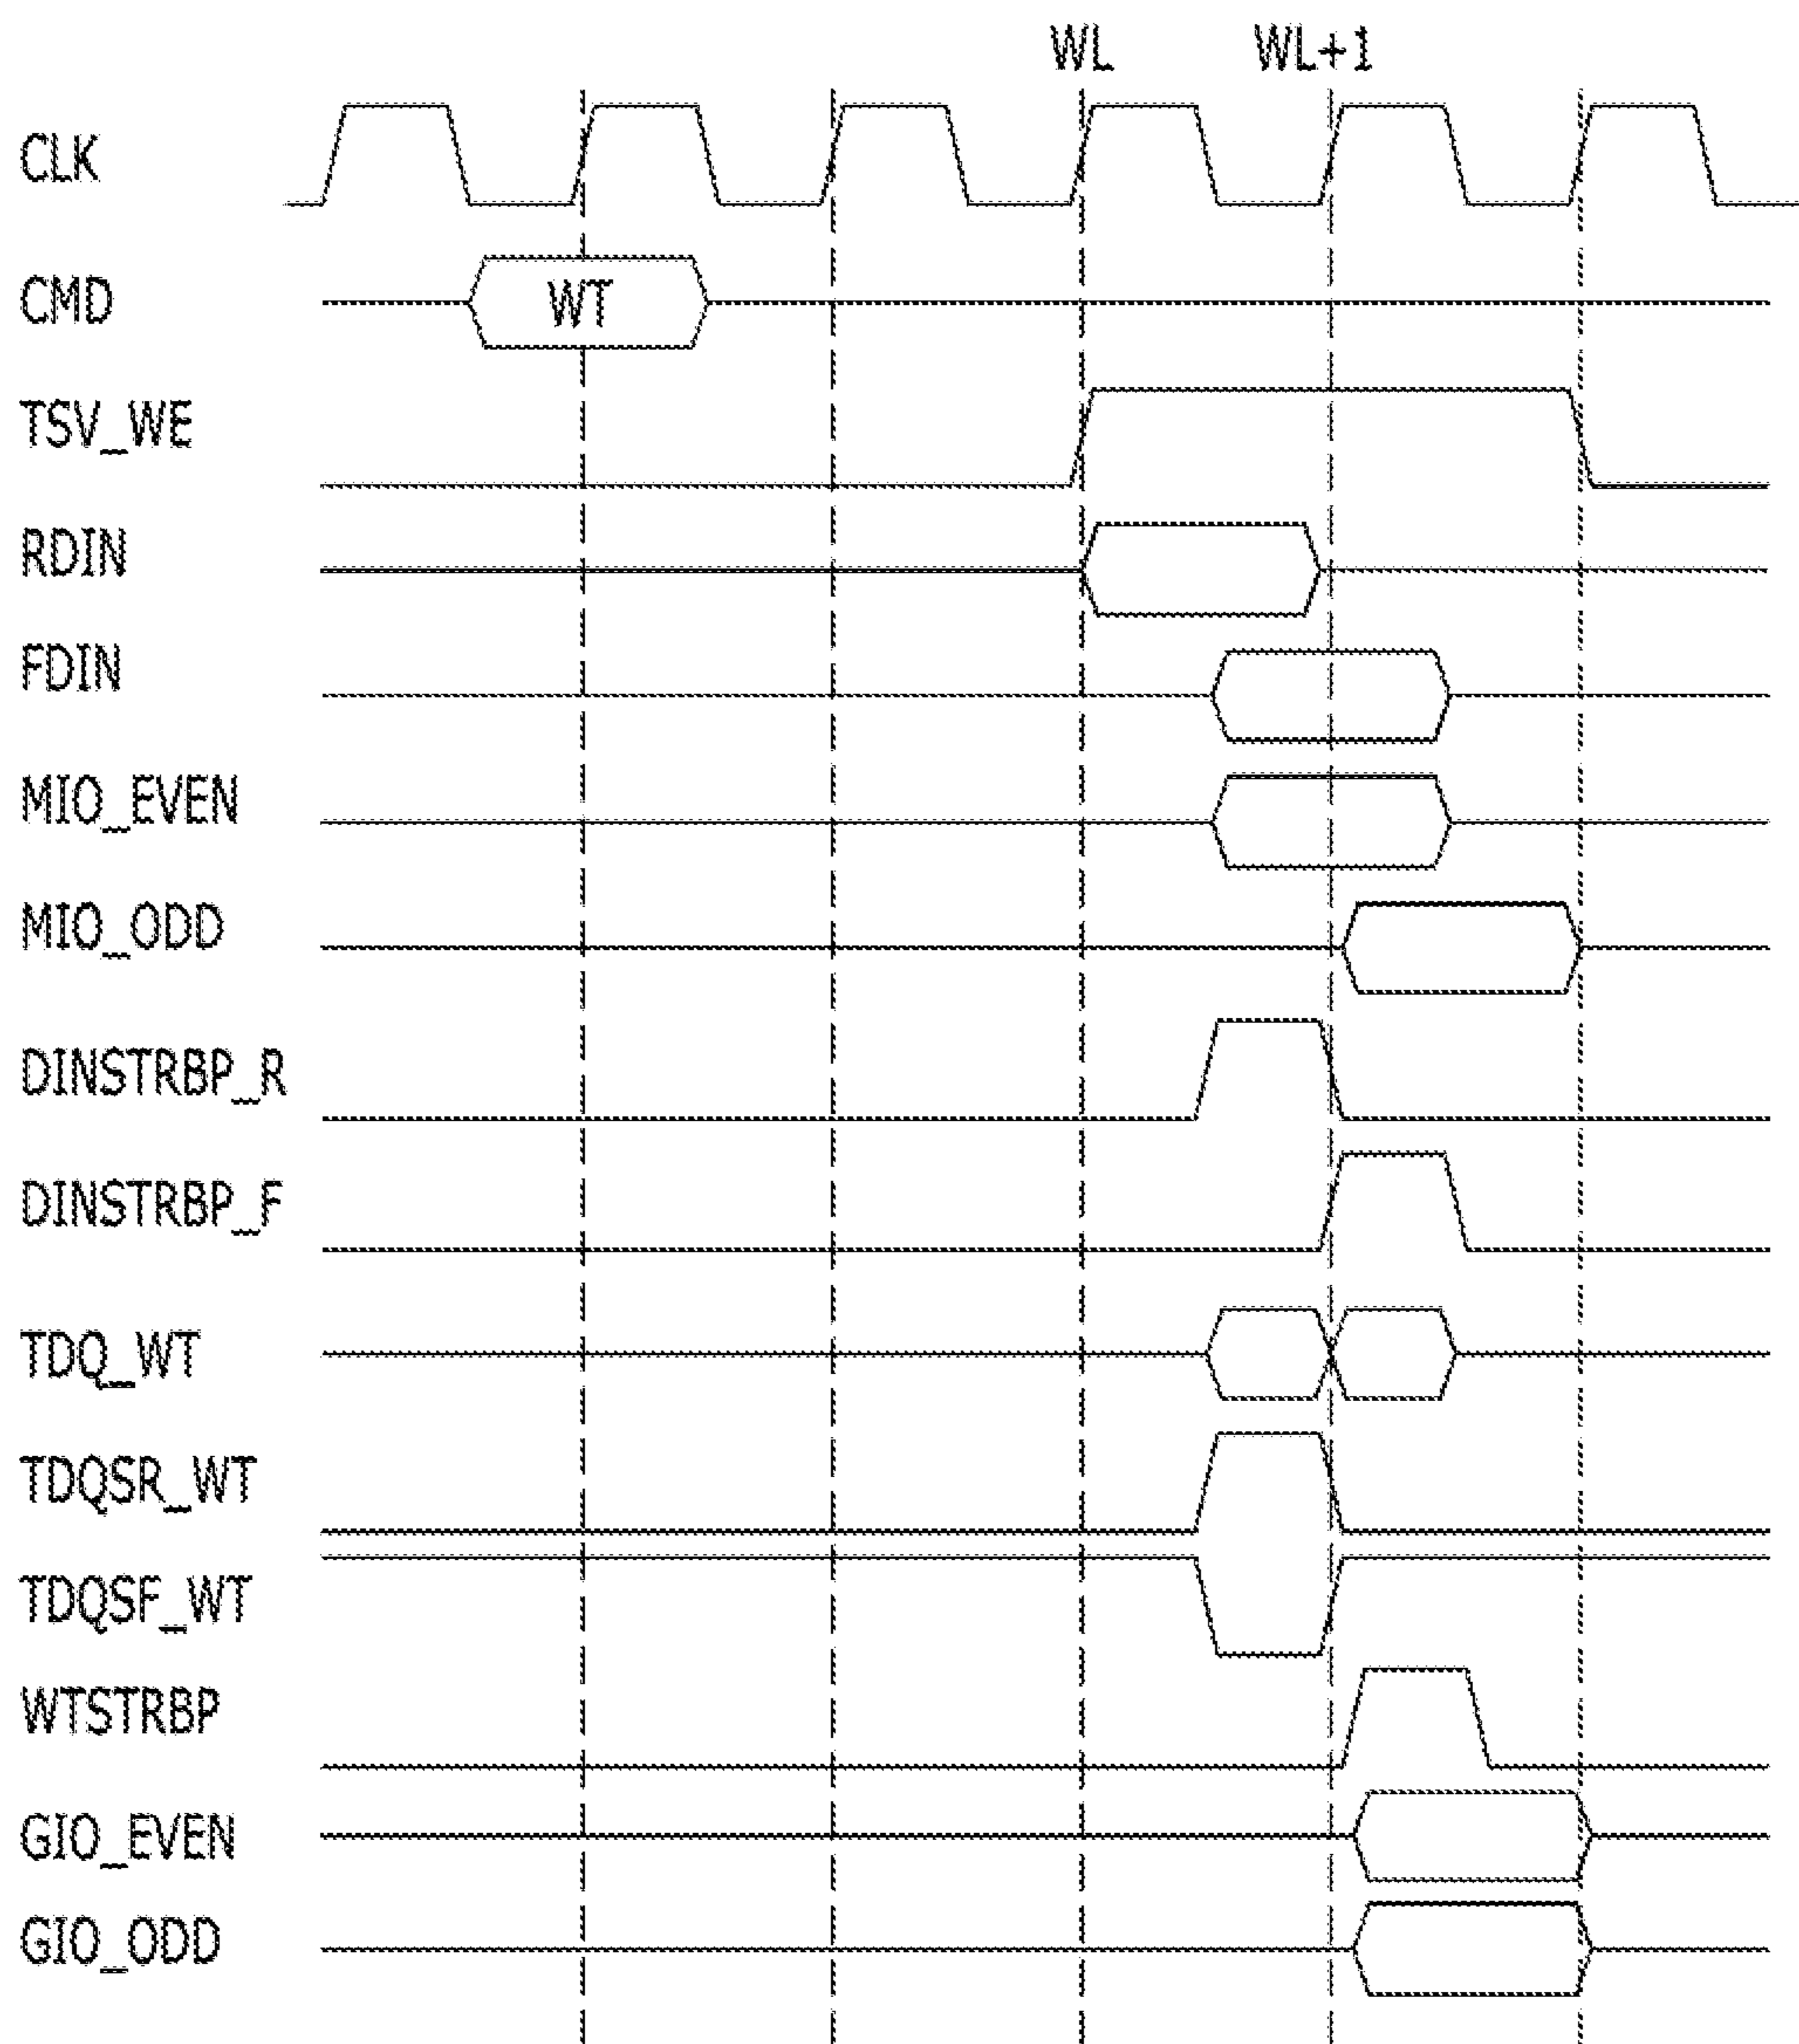 WL WL+1
CLK
CMD WT
TSV_WE
RDIN
FDIN
MIO_EVEN
MIO_ODD
DINSTRBP_R
DINSTRBP_F
TDQ_WT
TDQSR_WT
TDQSF_WT
WTSTRBP
GIO_EVEN
GIO_ODD